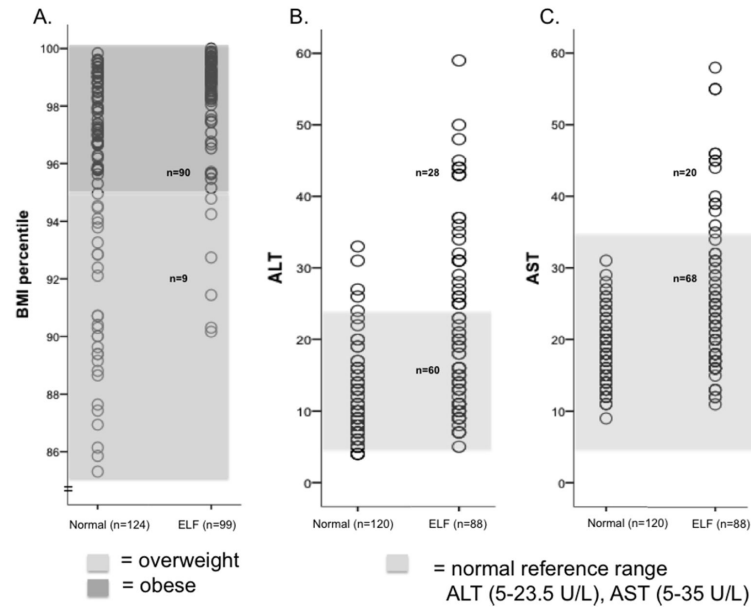 A.
BMI percentile
100
98
96
94
92
90
88
86
=
n=90
n=9
Normal (n=124)
ELF (n=99)
= overweight
= obese
B.
ALT
60
50
40
30
20
10
0
n=28
n=60
Normal (n=120)
ELF (n=88)
C.
AST
60
50
40
30
20
10
0
n=20
n=68
Normal (n=120)
ELF (n=88)
= normal reference range
ALT (5-23.5 U/L), AST (5-35 U/L)